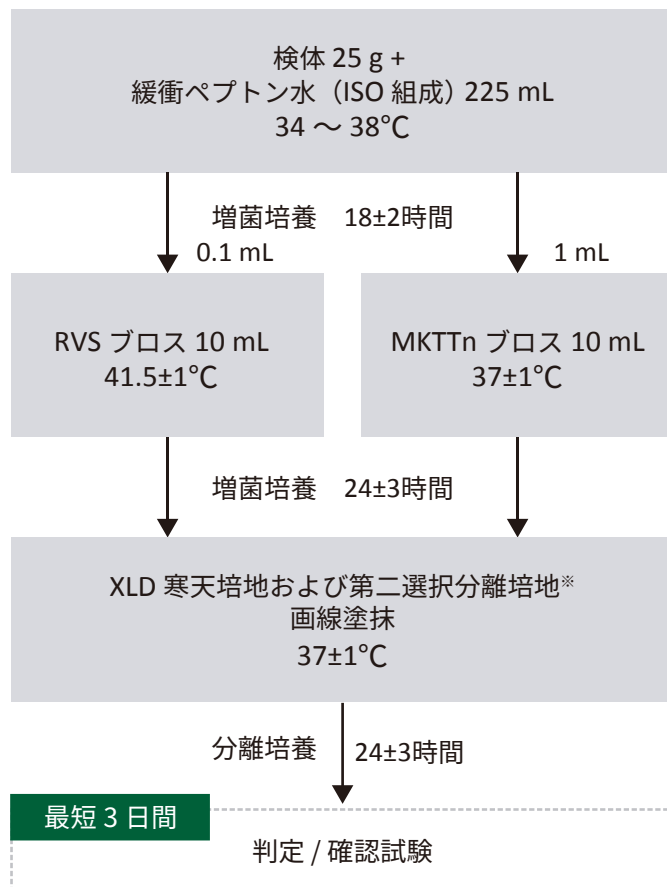 検体 25 g +
緩衝ペプトン水（ISO 組成）225 mL
34 ～ 38℃
増菌培養　18±2時間
0.1 mL
1 mL
RVS ブロス 10 mL
41.5±1℃
MKTTn ブロス 10 mL
37±1℃
増菌培養　24±3時間
XLD 寒天培地および第二選択分離培地※
画線塗抹
37±1℃
分離培養　24±3時間
最短 3 日間
判定 / 確認試験